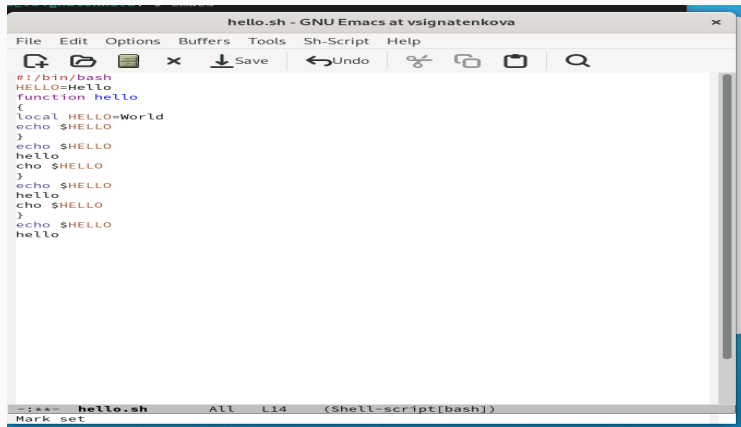 hello.sh - GNU Emacs at vsignatenkova
File Edit Options Buffers Tools Sh-Script Help
Save Undo
#!/bin/bash
HELLO=Hello
function hello
{
local HELLO=World
echo $HELLO
}
echo $HELLO
hello
cho $HELLO
}
echo $HELLO
hello
cho $HELLO
}
echo $HELLO
hello
-:**- hello.sh All L14 (Shell-script[bash])
Mark set